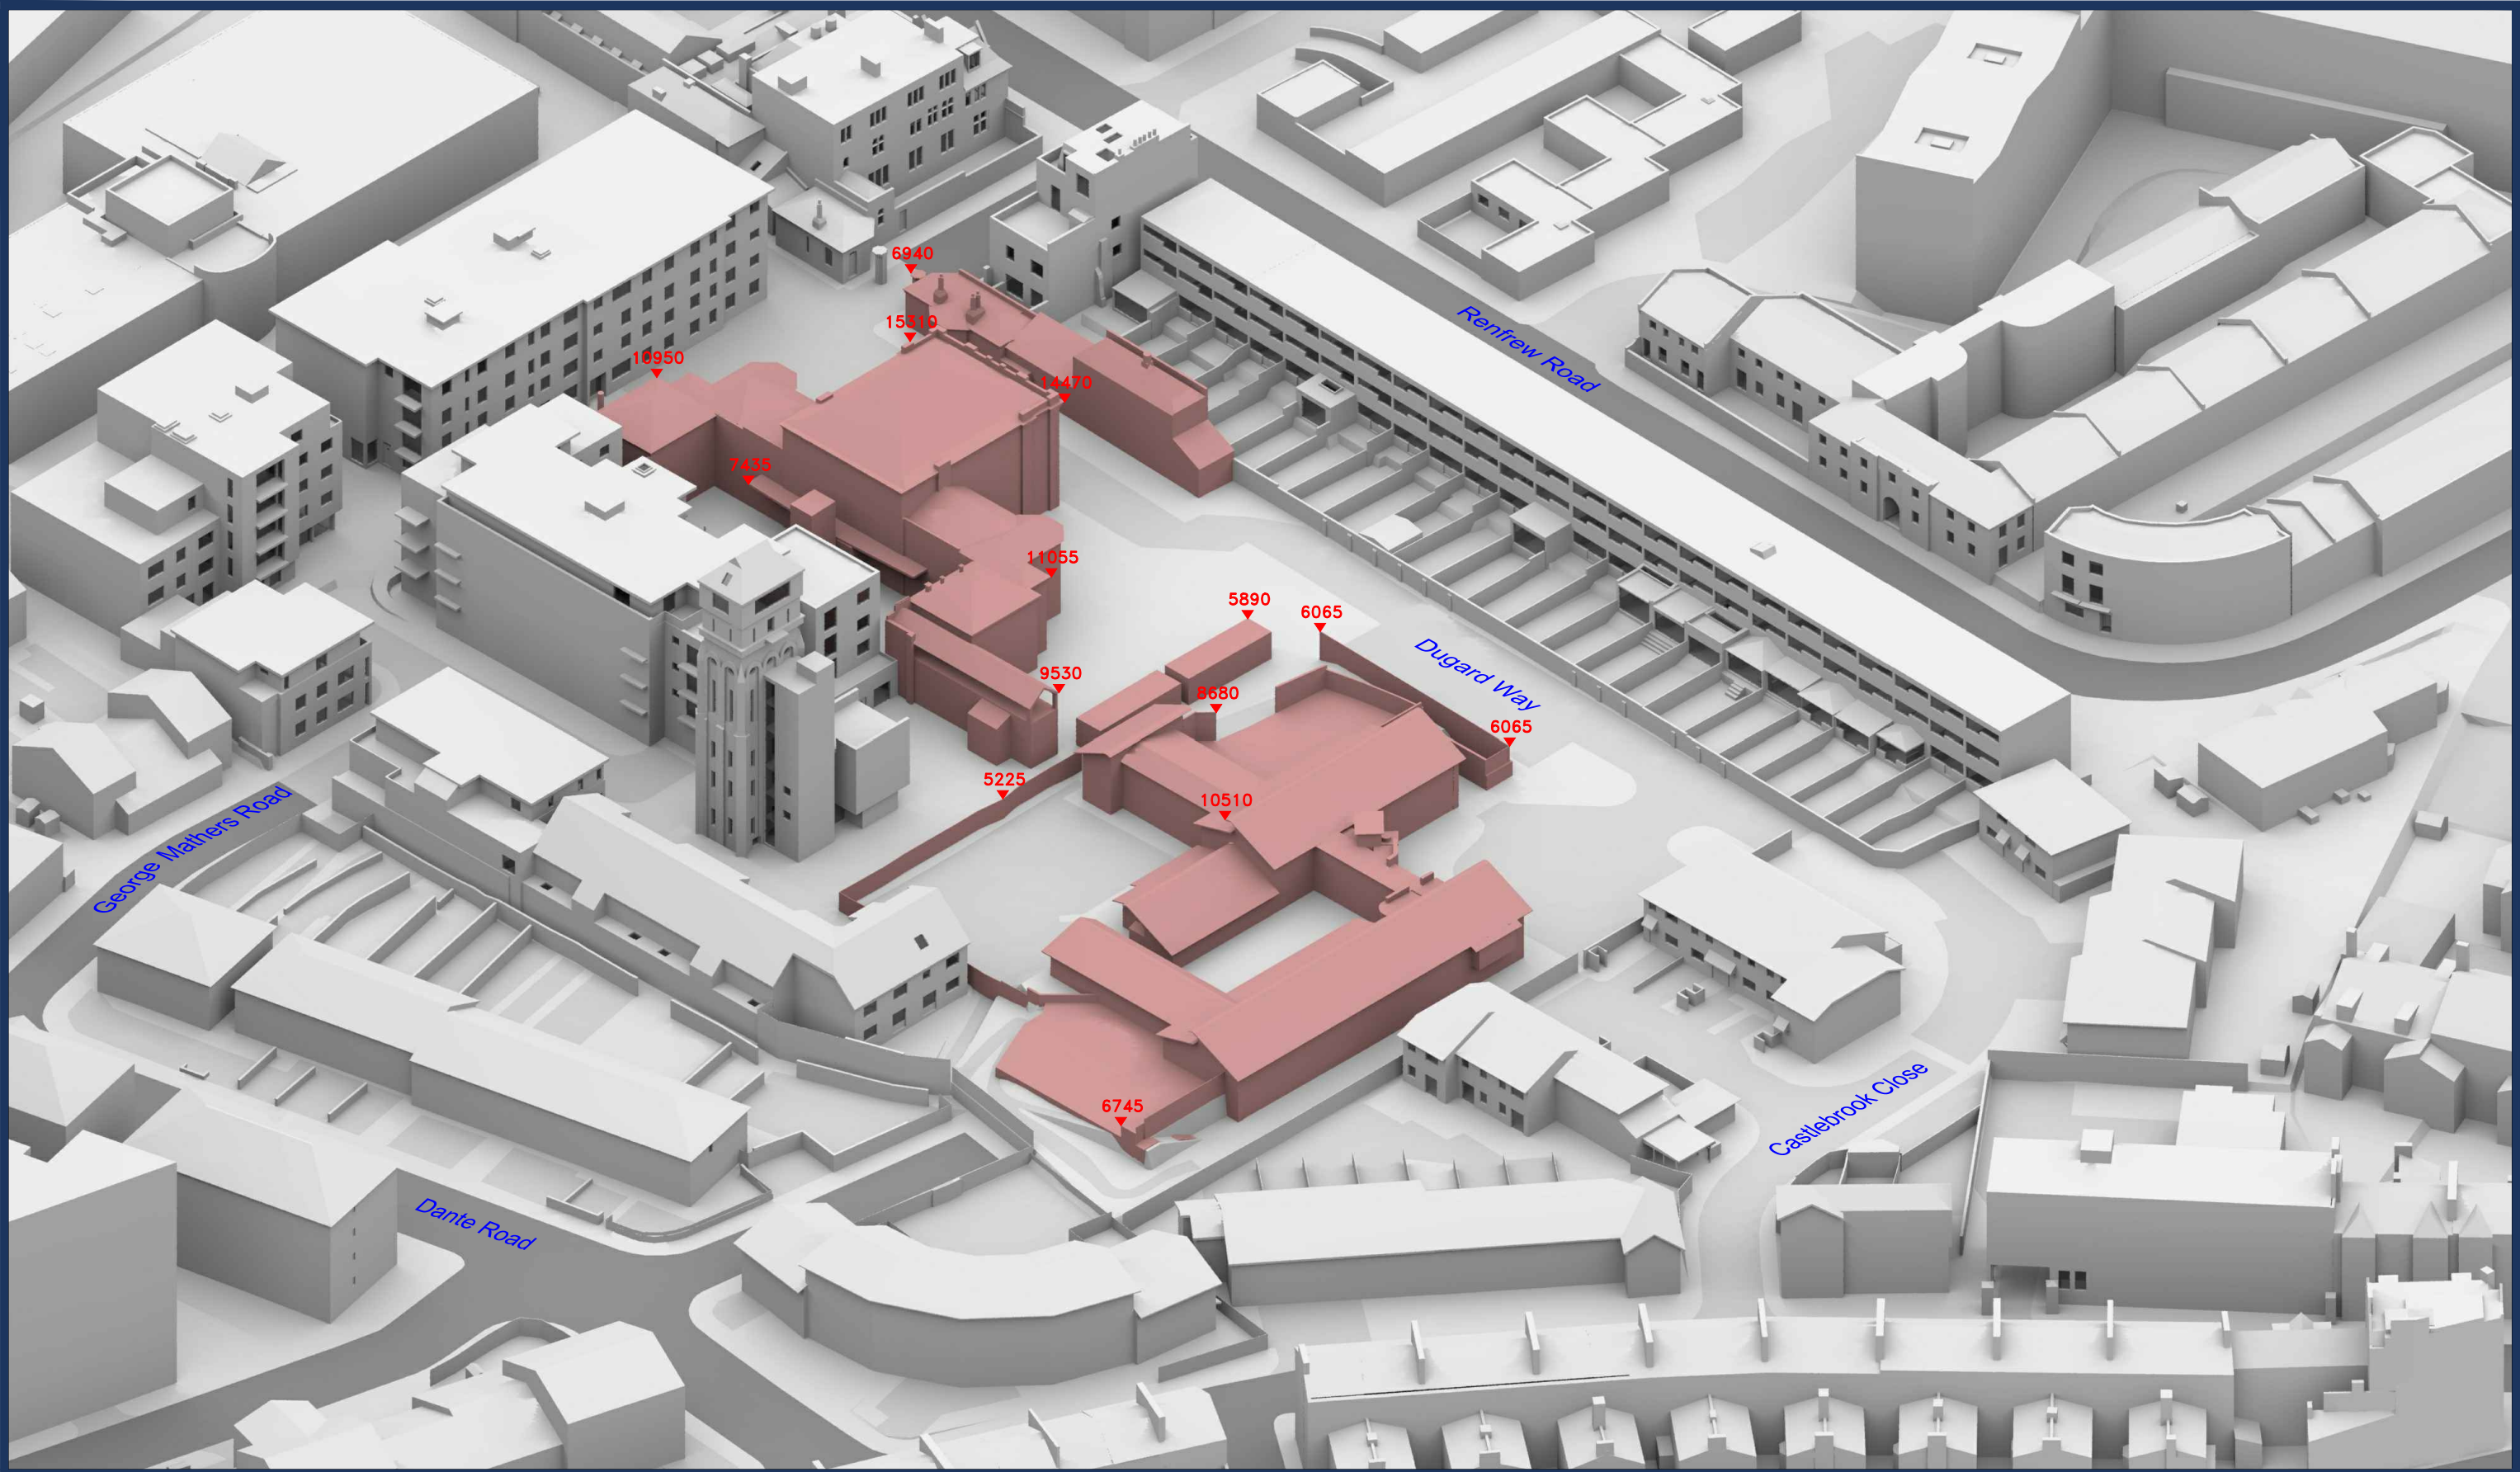 6940
15310
10950
14470
Renfrew Road
7435
11055
5890
6065
Dugard Way
9530
8680
6065
5225
10510
George Mathers Road
6745
Castlebrook Close
Dante Road